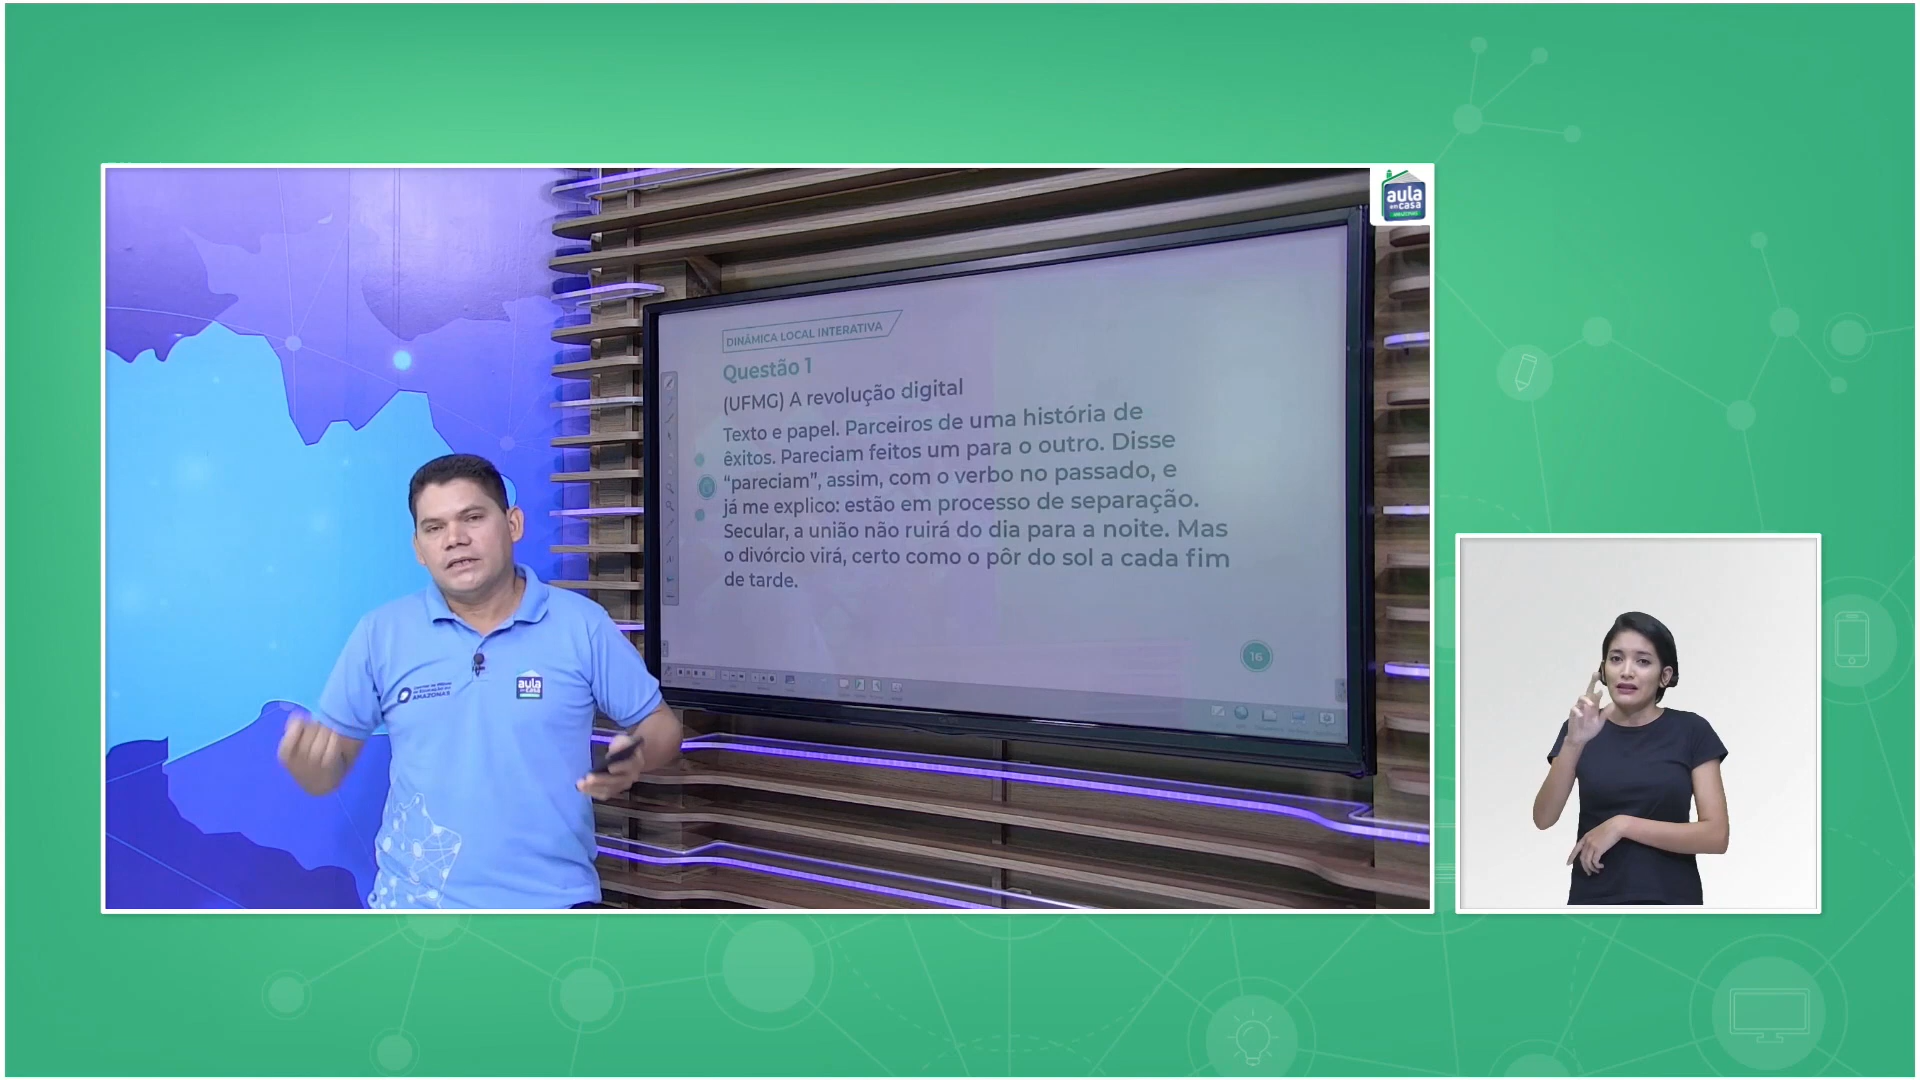 aula
em casa
DINÂMICA LOCAL INTERATIVA
Questão 1
(UFMG) A revolução digital
Texto e papel. Parceiros de uma história de
êxitos. Pareciam feitos um para o outro. Disse
“pareciam”, assim, com o verbo no passado, e
já me explico: estão em processo de separação.
Secular, a união não ruirá do dia para a noite. Mas
o divórcio virá, certo como o pôr do sol a cada fim
de tarde.
16
AMAZONAS
aula
em casa